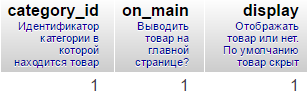 category_id
Идентификатор
категории в
которой
находится товар
on_main
Выводить
товар на
главной
странице?
display
Отображать
товар или нет.
По умолчанию
товар скрыт
1
1
1